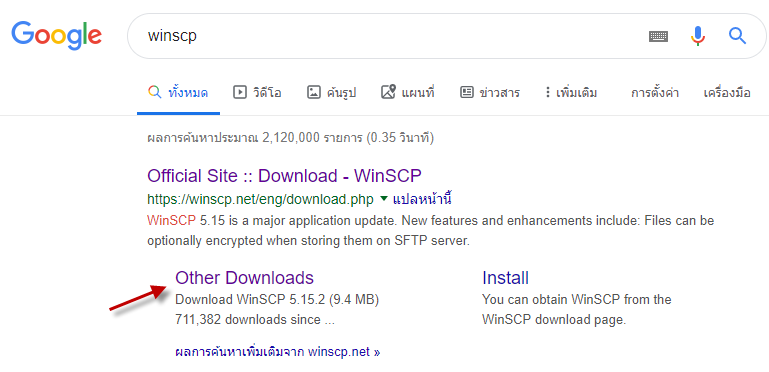 Google
winscp
ทั้งหมด วิดีโอ ค้นรูป แผนที่ ข่าวสาร เพิ่มเติม การตั้งค่า เครื่องมือ
ผลการค้นหาประมาณ 2,120,000 รายการ (0.35 วินาที)
Official Site :: Download - WinSCP
https://winscp.net/eng/download.php แปลหน้านี้
WinSCP 5.15 is a major application update. New features and enhancements include: Files can be
optionally encrypted when storing them on SFTP server.
Other Downloads
Download WinSCP 5.15.2 (9.4 MB)
711,382 downloads since ...
Install
You can obtain WinSCP from the
WinSCP download page.
ผลการค้นหาเพิ่มเติมจาก winscp.net »